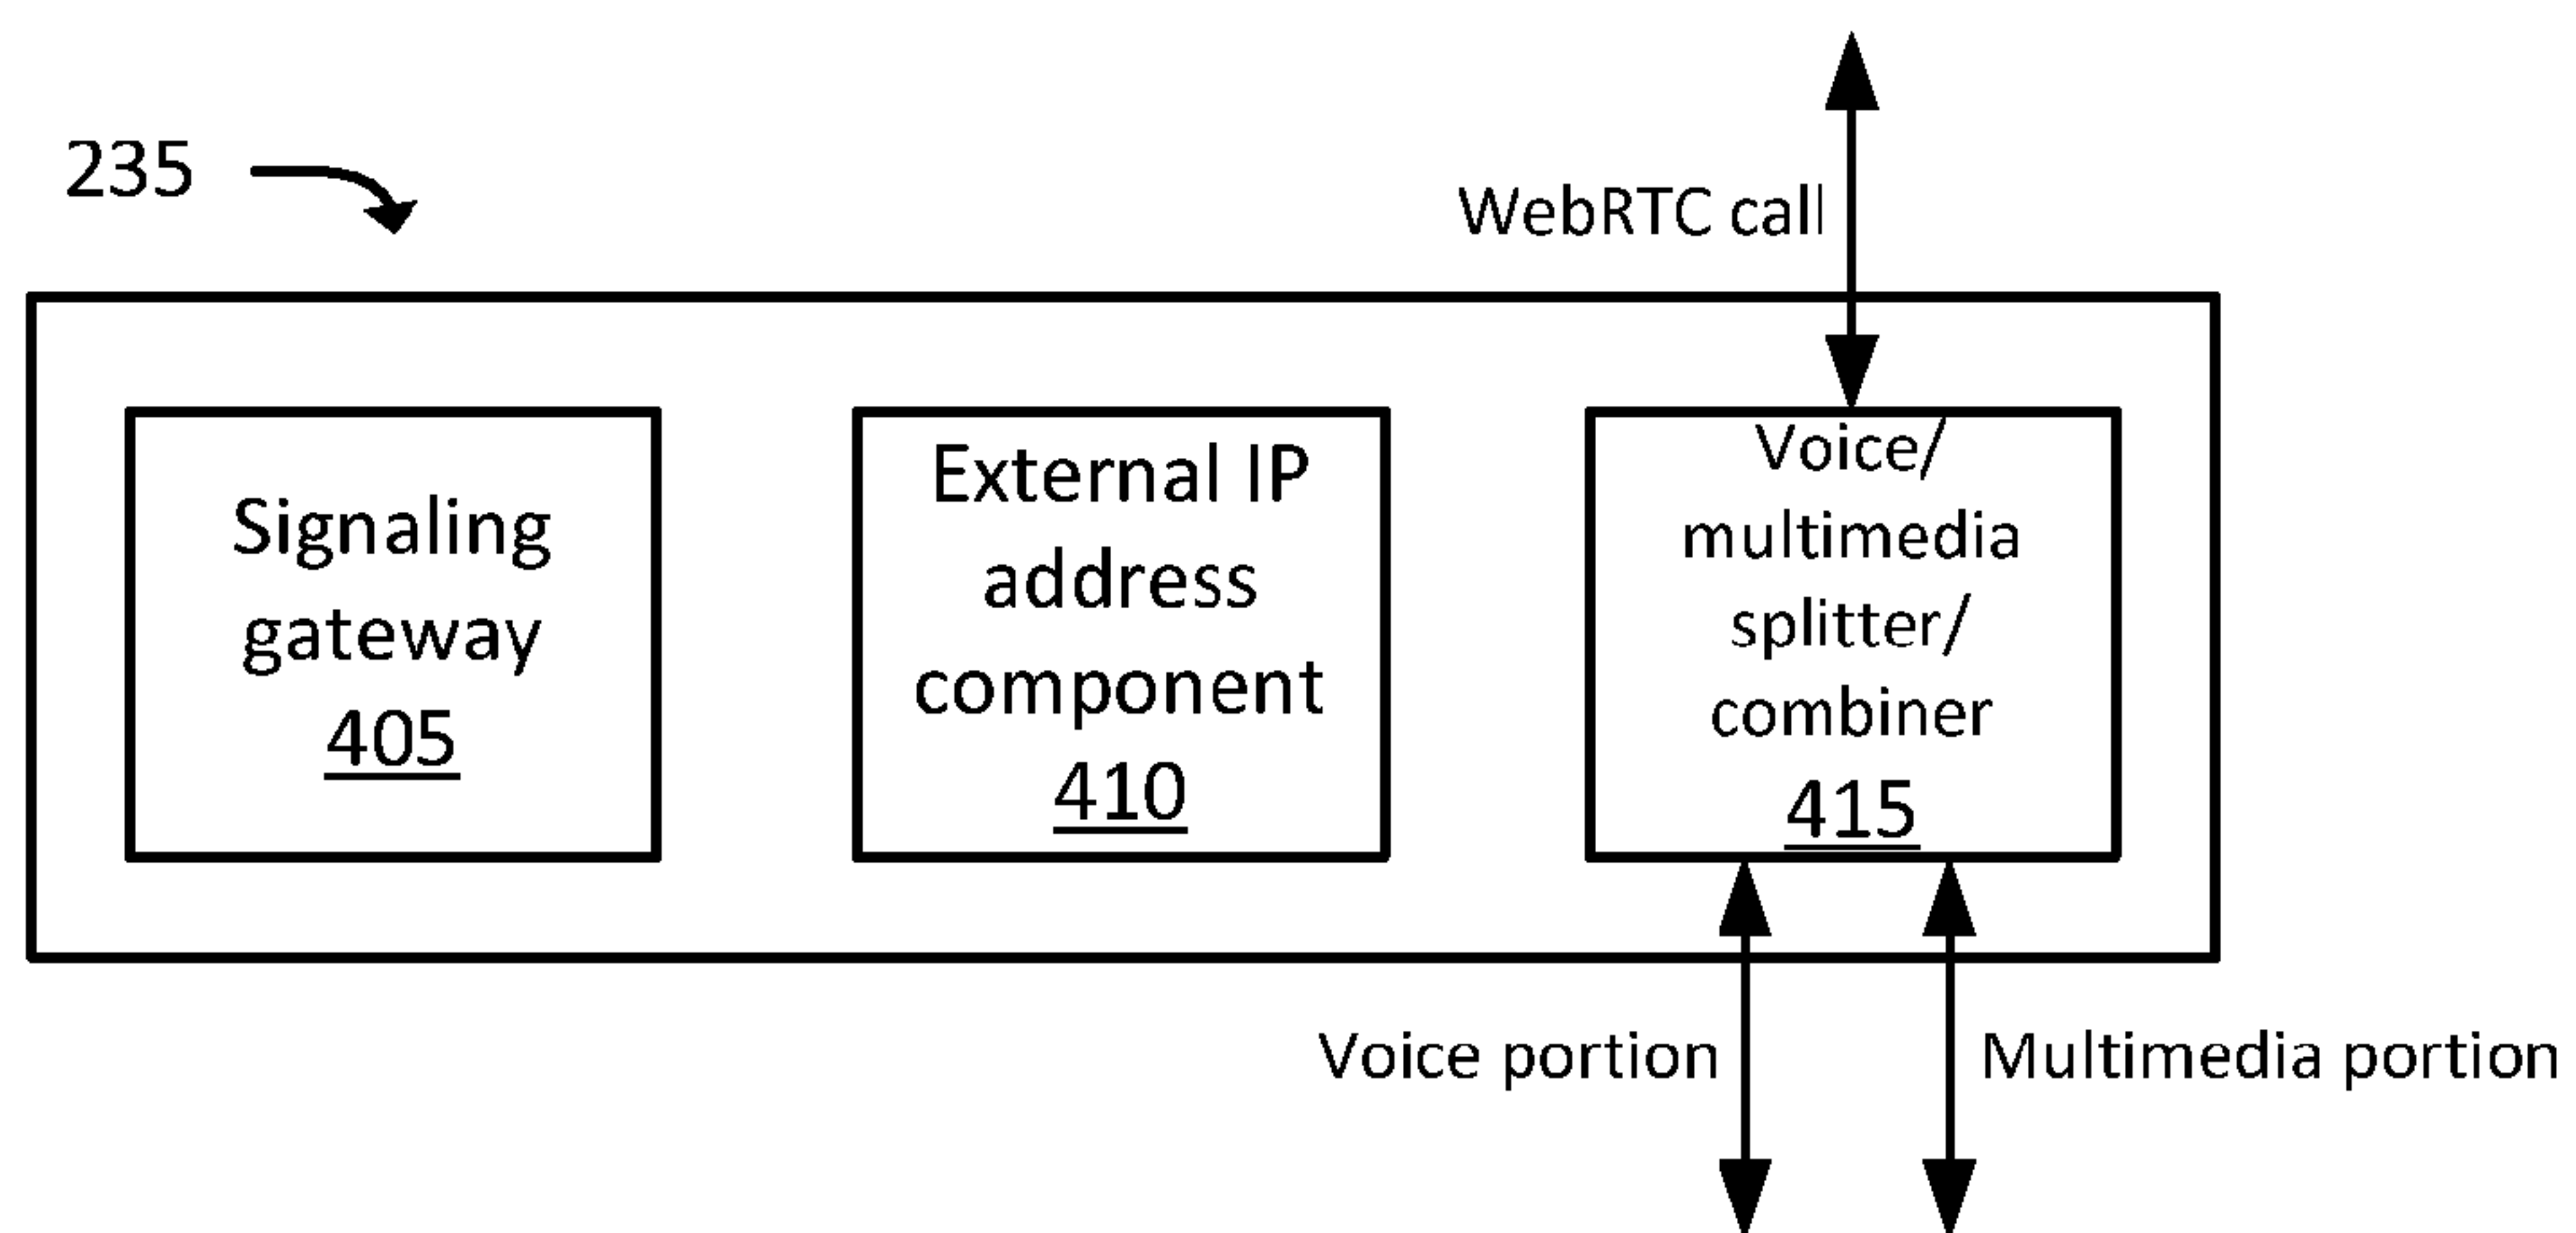 235
WebRTC call
Signaling
gateway
405
External IP
address
component
410
Voice/
multimedia
splitter/
combiner
415
Voice portion
Multimedia portion